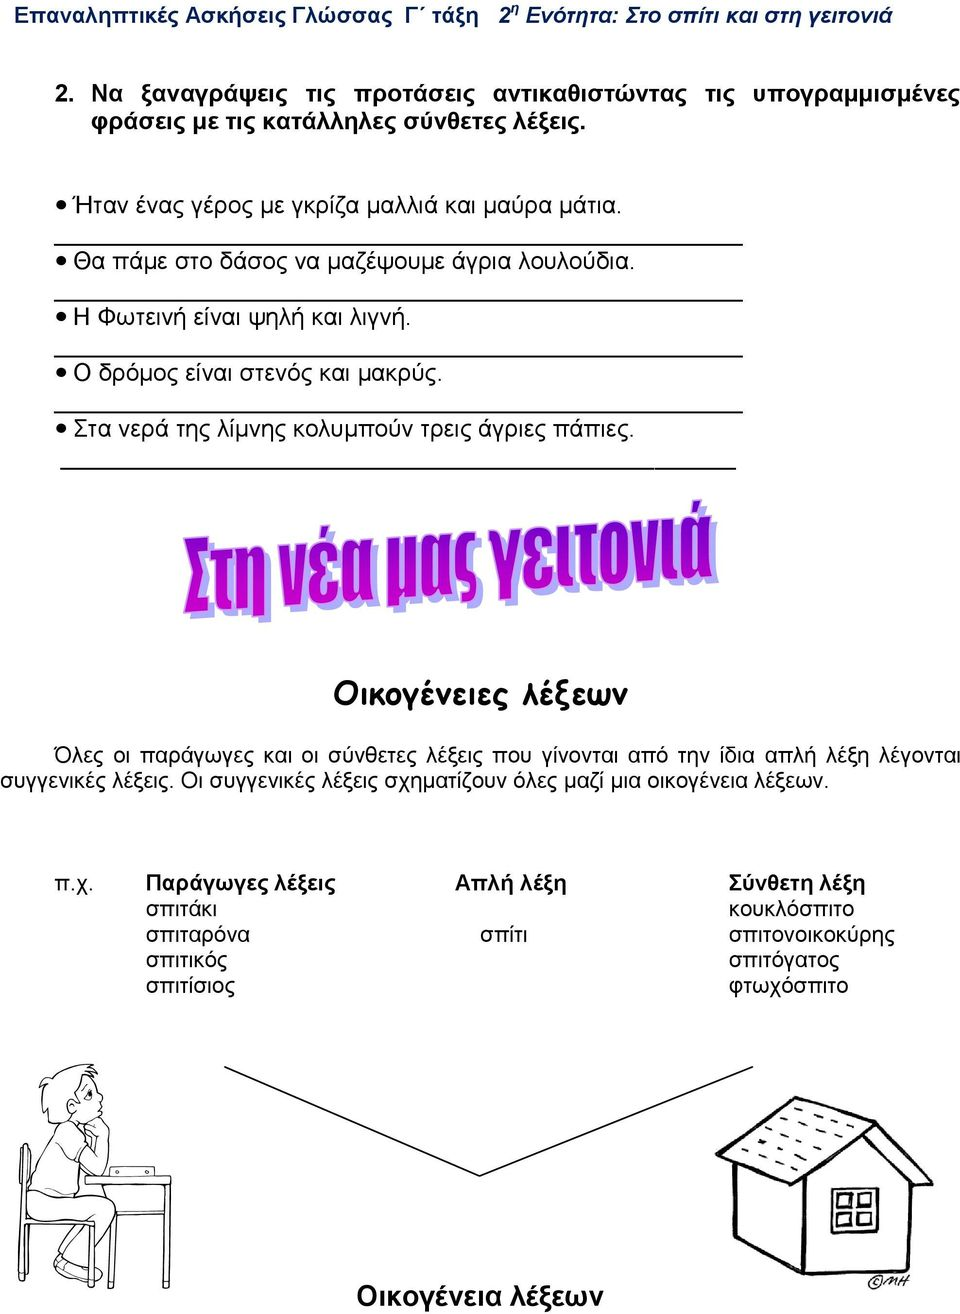 Επαναληπτικές Ασκήσεις Γλώσσας Γ΄ τάξη 2η Ενότητα: Στο σπίτι και στη γειτονιά
2. Να ξαναγράψεις τις προτάσεις αντικαθιστώντας τις υπογραμμισμένες
φράσεις με τις κατάλληλες σύνθετες λέξεις.
• Ήταν ένας γέρος με γκρίζα μαλλιά και μαύρα μάτια.
• Θα πάμε στο δάσος να μαζέψουμε άγρια λουλούδια.
• Η Φωτεινή είναι ψηλή και λιγνή.
• Ο δρόμος είναι στενός και μακρύς.
• Στα νερά της λίμνης κολυμπούν τρεις άγριες πάπιες.
Στη νέα μας γειτονιά
Οικογένειες λέξεων
Όλες οι παράγωγες και οι σύνθετες λέξεις που γίνονται από την ίδια απλή λέξη λέγονται
συγγενικές λέξεις. Οι συγγενικές λέξεις σχηματίζουν όλες μαζί μια οικογένεια λέξεων.
π.χ. Παράγωγες λέξεις Απλή λέξη Σύνθετη λέξη
σπιτάκι κουκλόσπιτο
σπιταρόνα σπίτι σπιτονοικοκύρης
σπιτικός σπιτόγατος
σπιτίσιος φτωχόσπιτο
©MH
Οικογένεια λέξεων